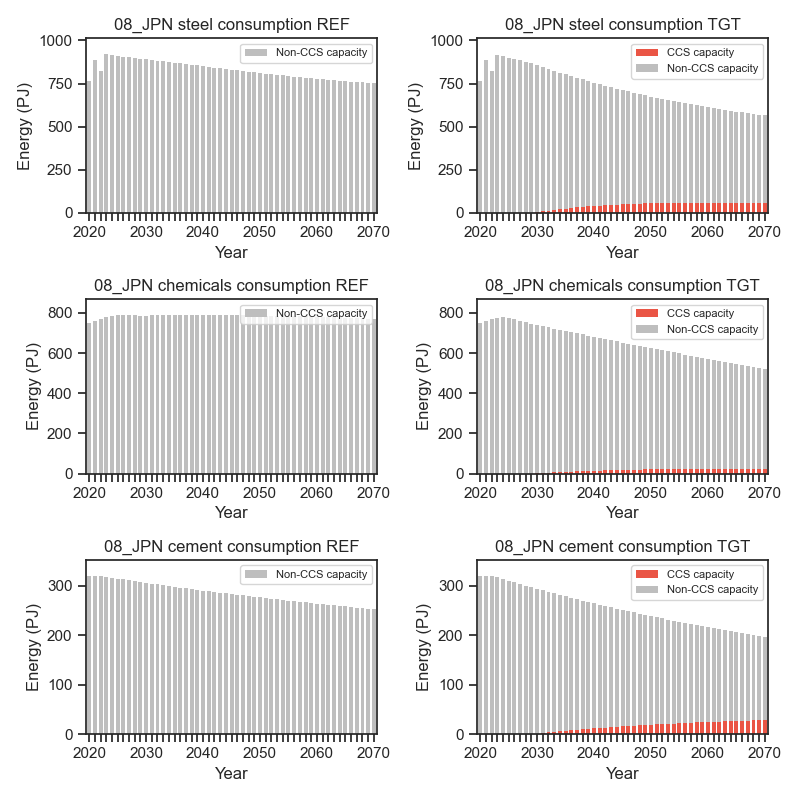 08_JPN steel consumption REF
Energy (PJ)
1000
750
500
250
0
Non-CCS capacity
2020 2030 2040 2050 2060 2070
Year
08_JPN steel consumption TGT
Energy (PJ)
1000
750
500
250
0
CCS capacity
Non-CCS capacity
2020 2030 2040 2050 2060 2070
Year
08_JPN chemicals consumption REF
Energy (PJ)
800
600
400
200
0
Non-CCS capacity
2020 2030 2040 2050 2060 2070
Year
08_JPN chemicals consumption TGT
Energy (PJ)
800
600
400
200
0
CCS capacity
Non-CCS capacity
2020 2030 2040 2050 2060 2070
Year
08_JPN cement consumption REF
Energy (PJ)
300
200
100
0
Non-CCS capacity
2020 2030 2040 2050 2060 2070
Year
08_JPN cement consumption TGT
Energy (PJ)
300
200
100
0
CCS capacity
Non-CCS capacity
2020 2030 2040 2050 2060 2070
Year